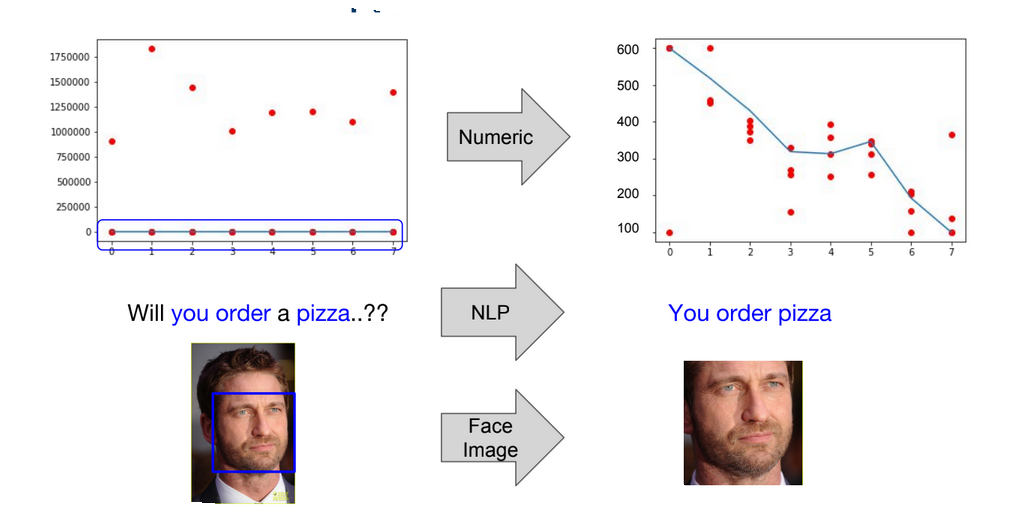 1750000
1500000
1250000
1000000
750000
500000
250000
0
0 1 2 3 4 5 6 7
Numeric
600
500
400
300
200
100
0 1 2 3 4 5 6 7
Will you order a pizza..??
NLP
You order pizza
Face
Image